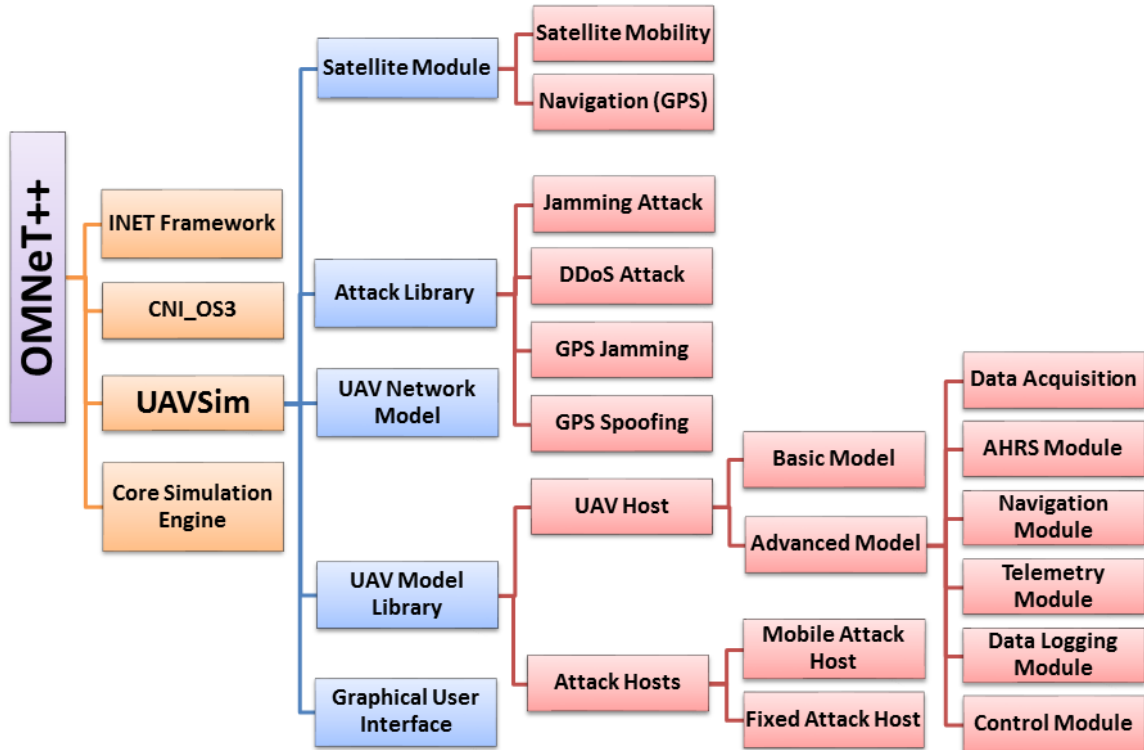 OMNeT++
INET Framework
CNI_OS3
UAVSim
Core Simulation
Engine
Satellite Module
Attack Library
UAV Network
Model
UAV Model
Library
Graphical User
Interface
Satellite Mobility
Navigation (GPS)
Jamming Attack
DDoS Attack
GPS Jamming
GPS Spoofing
UAV Host
Attack Hosts
Basic Model
Advanced Model
Mobile Attack
Host
Fixed Attack Host
Data Acquisition
AHRS Module
Navigation
Module
Telemetry
Module
Data Logging
Module
Control Module